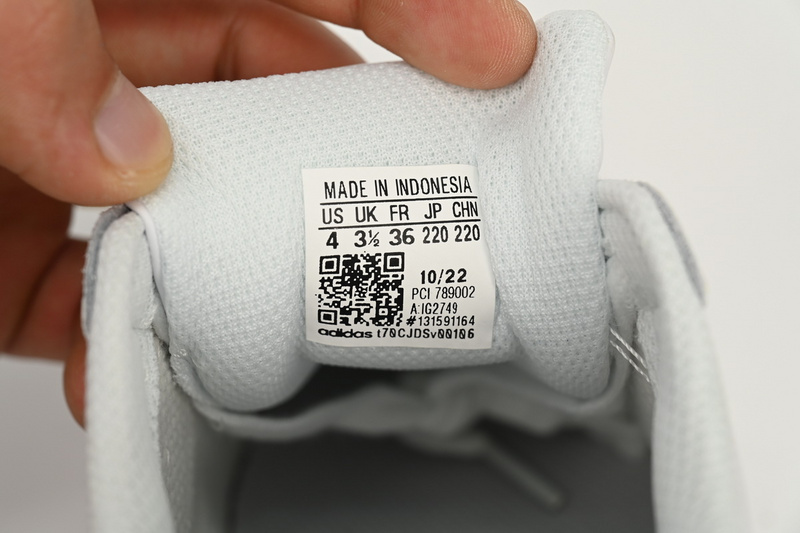 MADE IN INDONESIA
US UK FR JP CHN
4 3½ 36 220 220
10/22
PCI 789002
A:IG2749
#131591164
adidas t70CJDSv00106